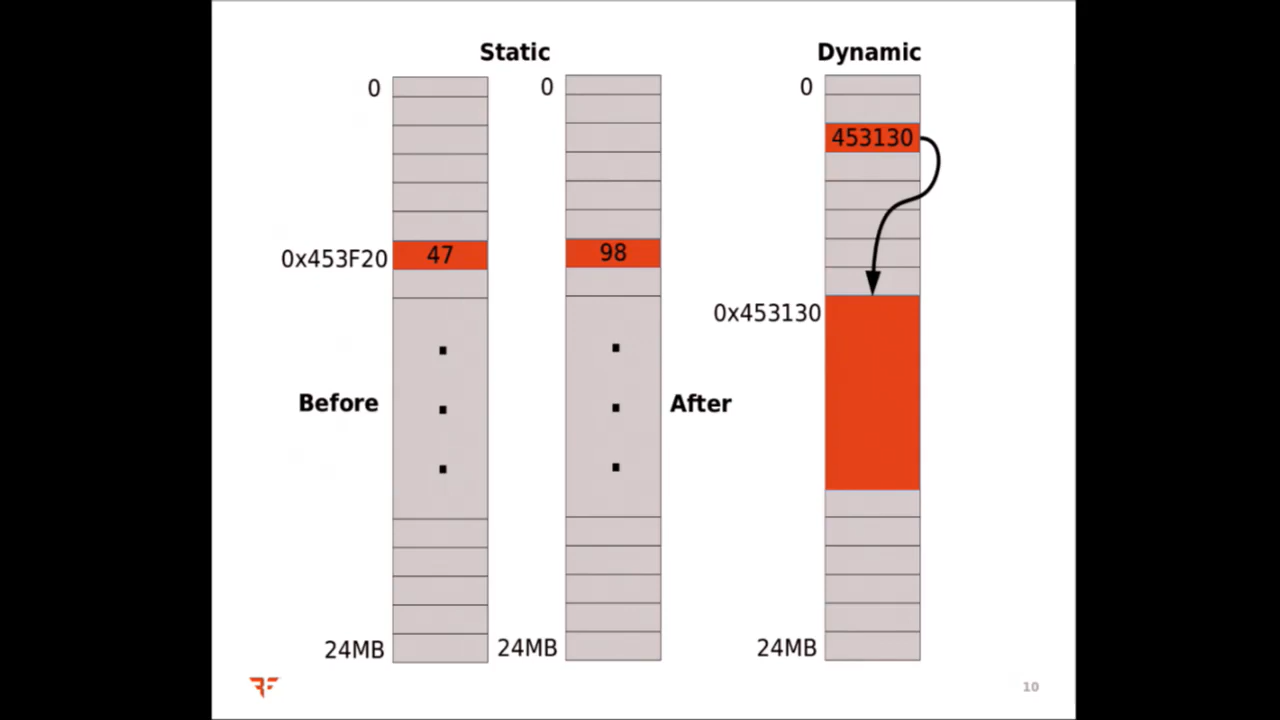 Static
Dynamic
0
0
0
453130
0x453F20
47
98
0x453130
Before
After
24MB
24MB
24MB
10